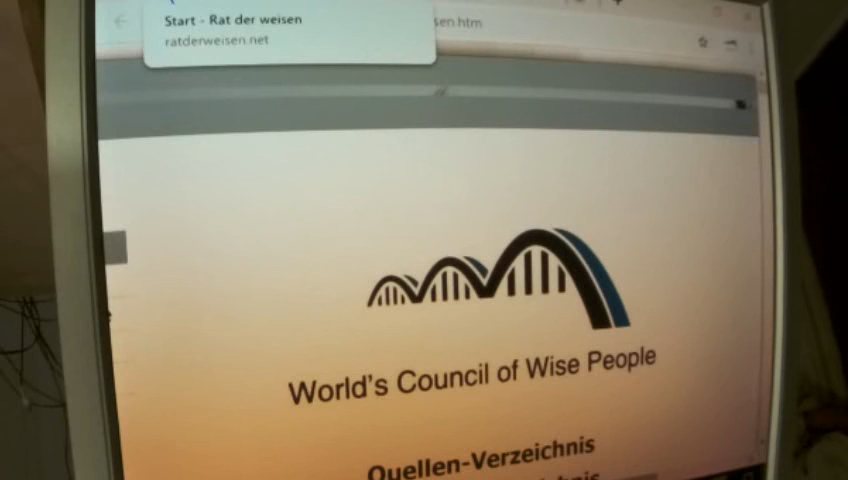 Start - Rat der weisen
ratderweisen.net
sen.htm
World's Council of Wise People
Quellen-Verzeichnis